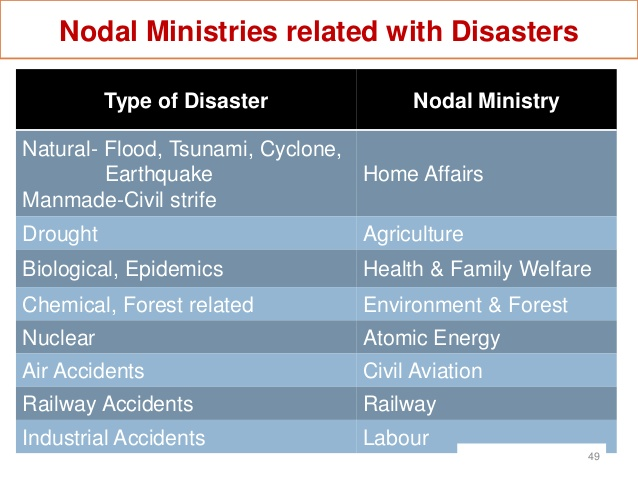 Nodal Ministries related with Disasters
Type of Disaster Nodal Ministry
Natural- Flood, Tsunami, Cyclone,
Earthquake
Manmade-Civil strife
Home Affairs
Drought Agriculture
Biological, Epidemics Health & Family Welfare
Chemical, Forest related Environment & Forest
Nuclear Atomic Energy
Air Accidents Civil Aviation
Railway Accidents Railway
Industrial Accidents Labour
49